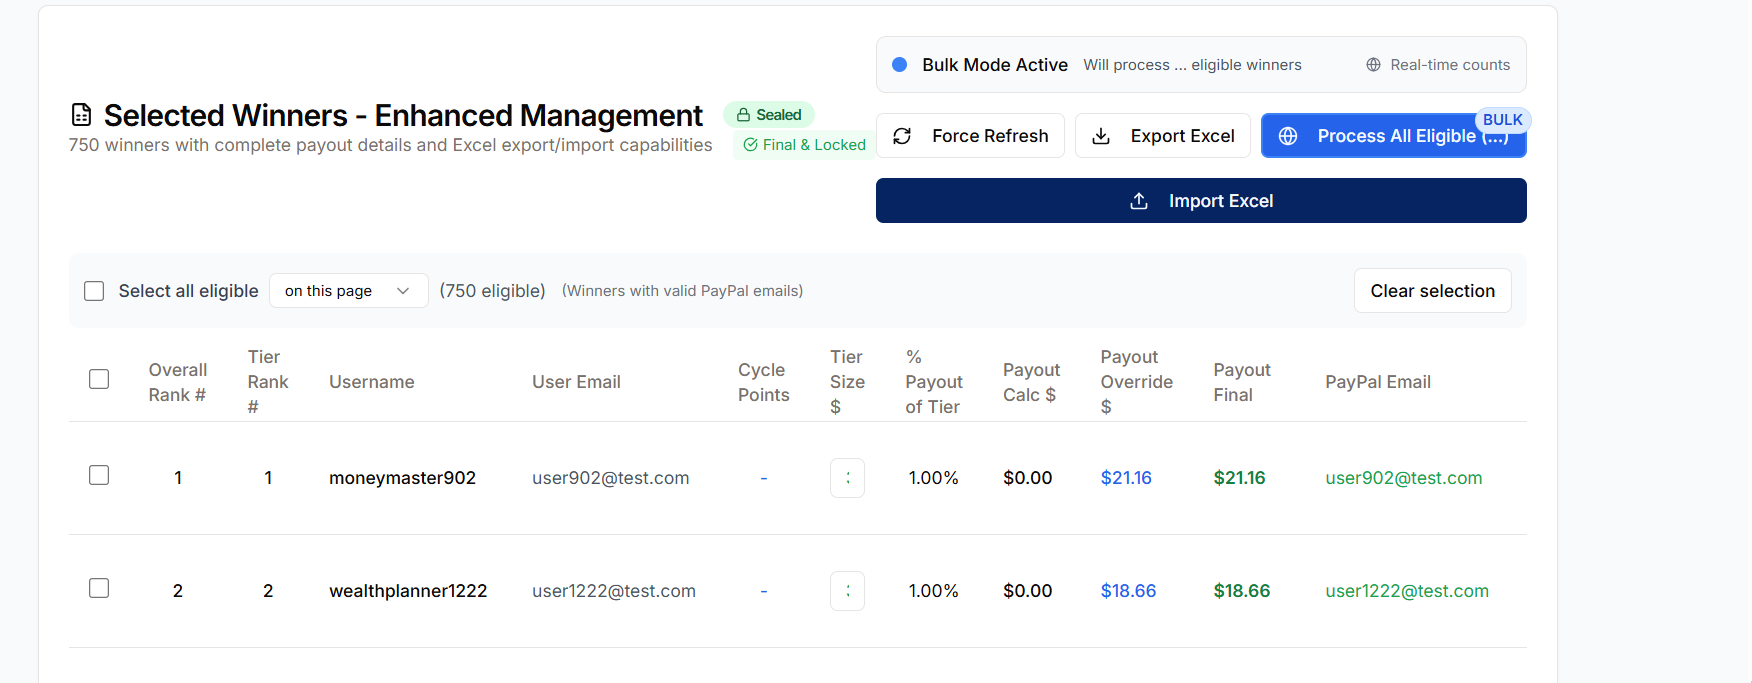 Bulk Mode Active Will process ... eligible winners Real-time counts
Selected Winners - Enhanced Management Sealed
750 winners with complete payout details and Excel export/import capabilities Final & Locked
Force Refresh Export Excel Process All Eligible (...) BULK
Import Excel
Select all eligible on this page (750 eligible) (Winners with valid PayPal emails) Clear selection
Overall Rank # Tier Rank # Username User Email Cycle Points Tier Size $ % Payout of Tier Payout Calc $ Payout Override $ Payout Final PayPal Email
1 1 moneymaster902 user902@test.com - 1.00% $0.00 $21.16 $21.16 user902@test.com
2 2 wealthplanner1222 user1222@test.com - 1.00% $0.00 $18.66 $18.66 user1222@test.com